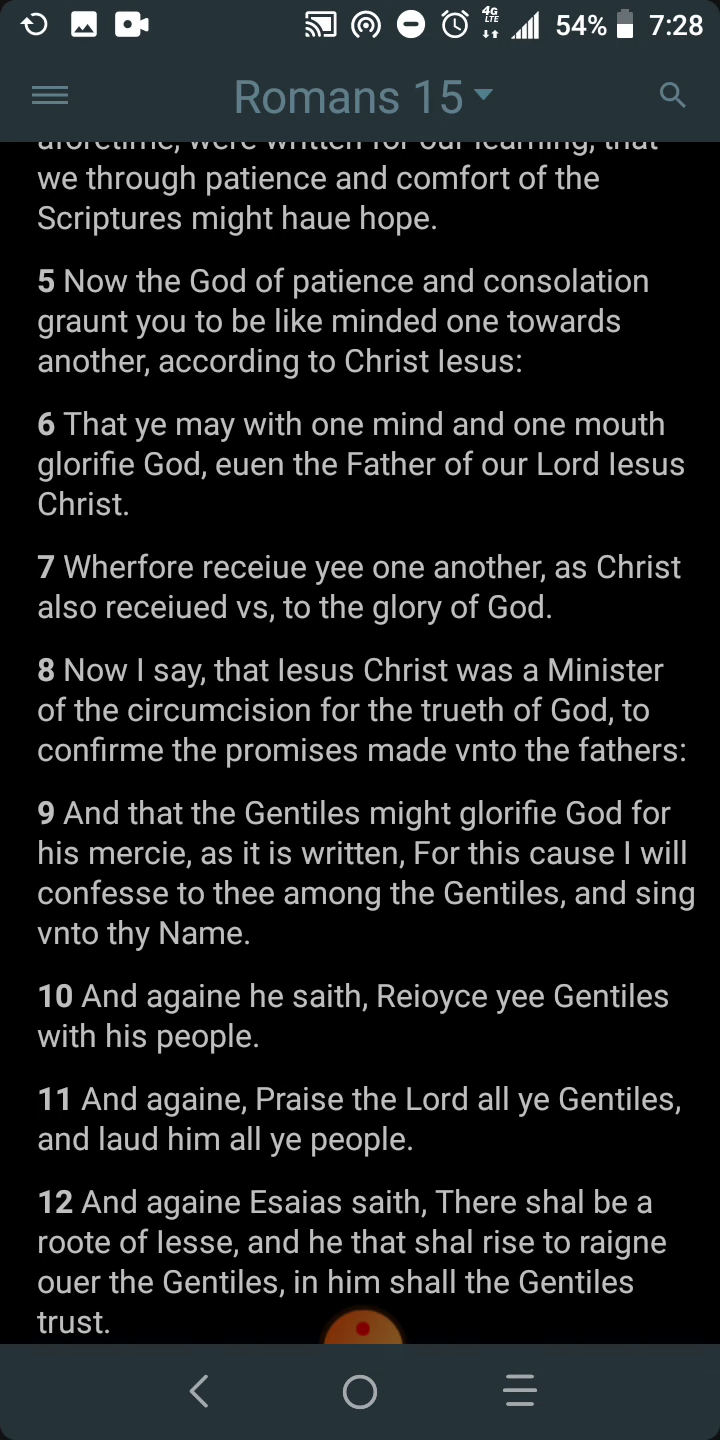 4G
LTE
54%
7:28
Romans 15
aforetime, were written for our learning, that
we through patience and comfort of the
Scriptures might haue hope.
5 Now the God of patience and consolation
graunt you to be like minded one towards
another, according to Christ Iesus:
6 That ye may with one mind and one mouth
glorifie God, euen the Father of our Lord Iesus
Christ.
7 Wherfore receiue yee one another, as Christ
also receiued vs, to the glory of God.
8 Now I say, that Iesus Christ was a Minister
of the circumcision for the trueth of God, to
confirme the promises made vnto the fathers:
9 And that the Gentiles might glorifie God for
his mercie, as it is written, For this cause I will
confesse to thee among the Gentiles, and sing
vnto thy Name.
10 And againe he saith, Reioyce yee Gentiles
with his people.
11 And againe, Praise the Lord all ye Gentiles,
and laud him all ye people.
12 And againe Esaias saith, There shal be a
roote of Iesse, and he that shal rise to raigne
ouer the Gentiles, in him shall the Gentiles
trust.